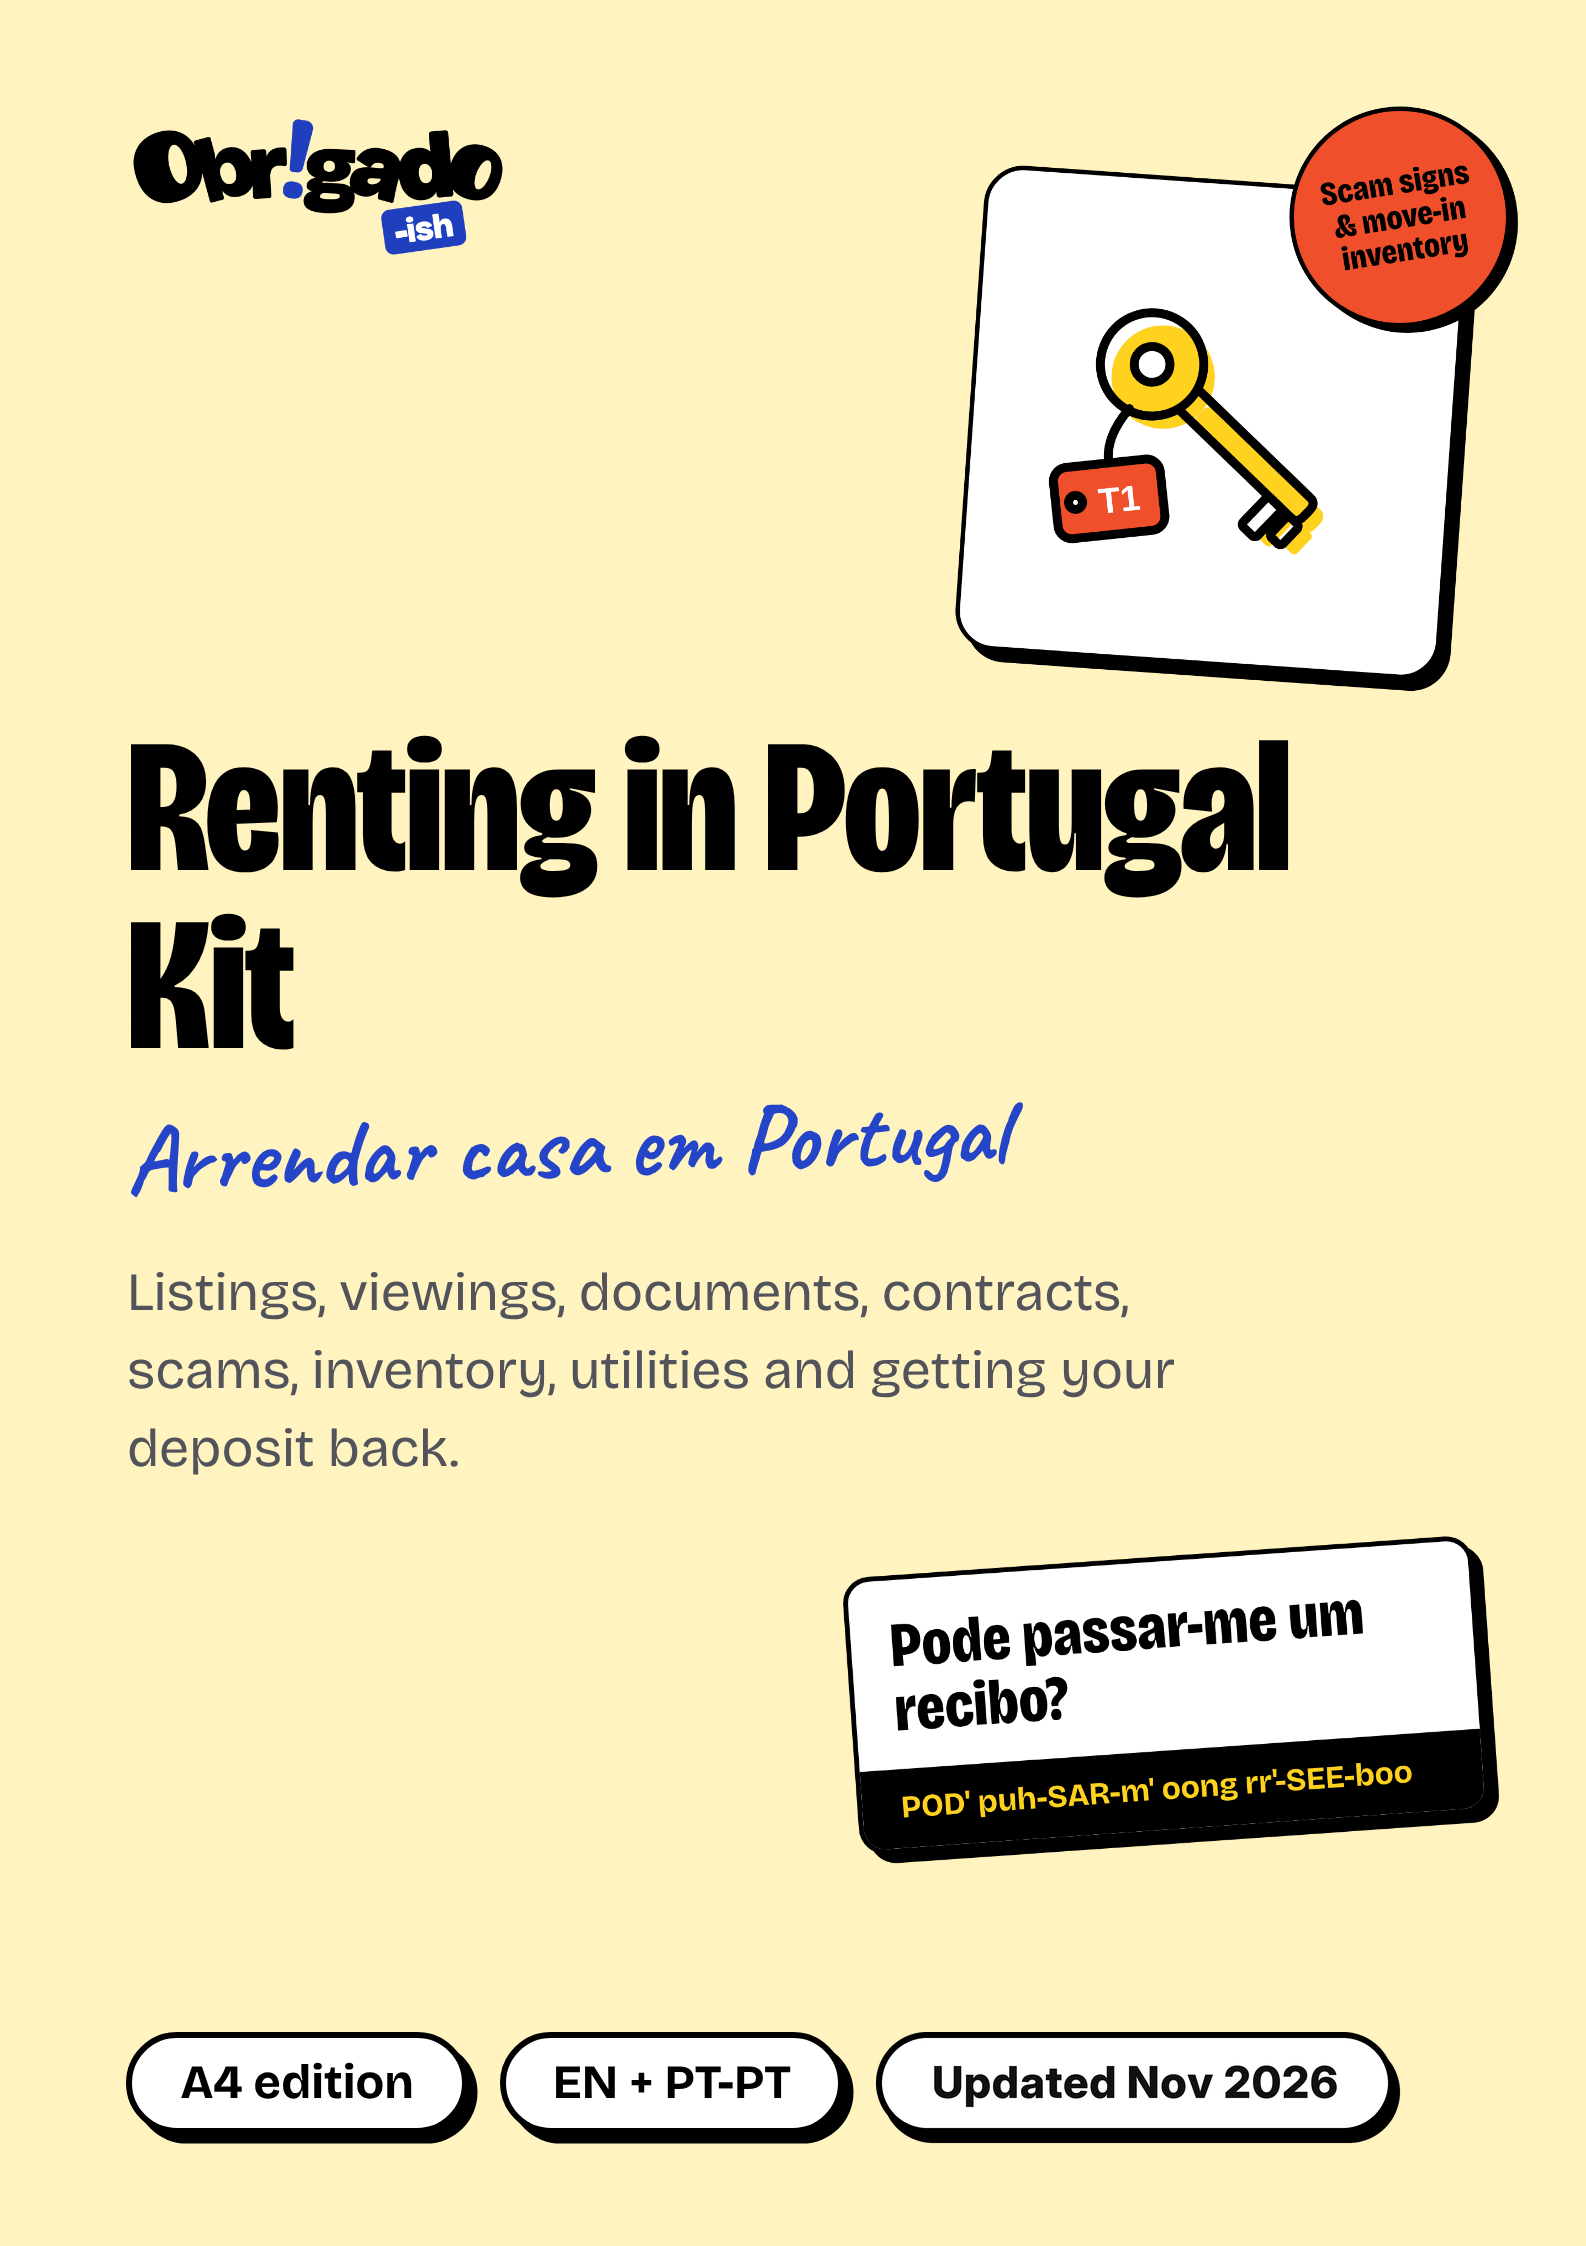 Obr!gado
-ish
Scam signs
& move-in
inventory
T1
Renting in Portugal
Kit
Arrendar casa em Portugal
Listings, viewings, documents, contracts,
scams, inventory, utilities and getting your
deposit back.
Pode passar-me um
recibo?
POD' puh-SAR-m' oong rr'-SEE-boo
A4 edition
EN + PT-PT
Updated Nov 2026